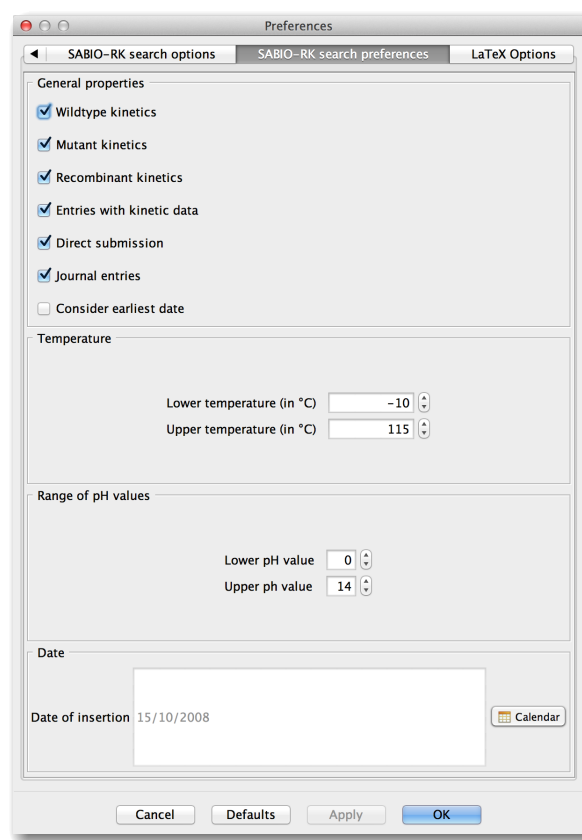 Preferences
SABIO-RK search options SABIO-RK search preferences LaTeX Options
General properties
Wildtype kinetics
Mutant kinetics
Recombinant kinetics
Entries with kinetic data
Direct submission
Journal entries
Consider earliest date
Temperature
Lower temperature (in °C) -10
Upper temperature (in °C) 115
Range of pH values
Lower pH value 0
Upper ph value 14
Date
Date of insertion 15/10/2008 Calendar
Cancel Defaults Apply OK